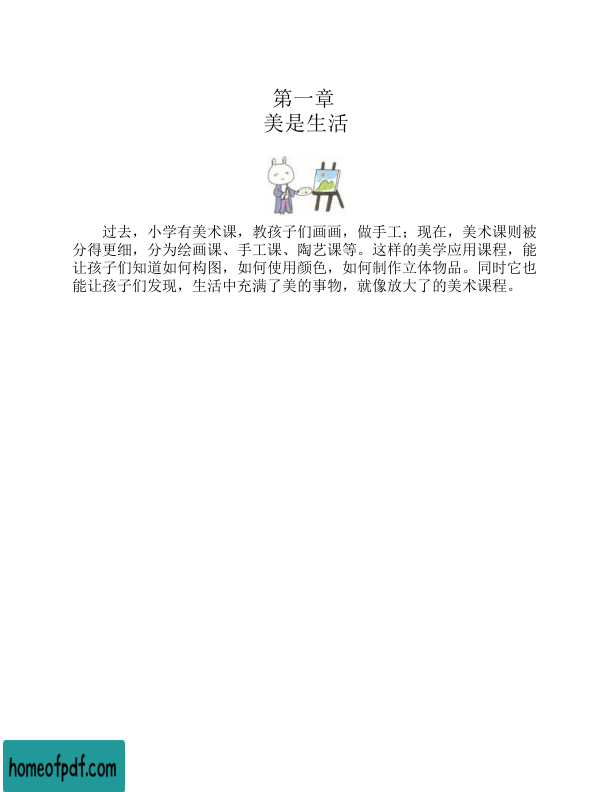 第一章
美是生活
过去，小学有美术课，教孩子们画画，做手工；现在，美术课则被
分得更细，分为绘画课、手工课、陶艺课等。这样的美学应用课程，能
让孩子们知道如何构图，如何使用颜色，如何制作立体物品。同时它也
能让孩子们发现，生活中充满了美的事物，就像放大了的美术课程。
homeofpdf.com